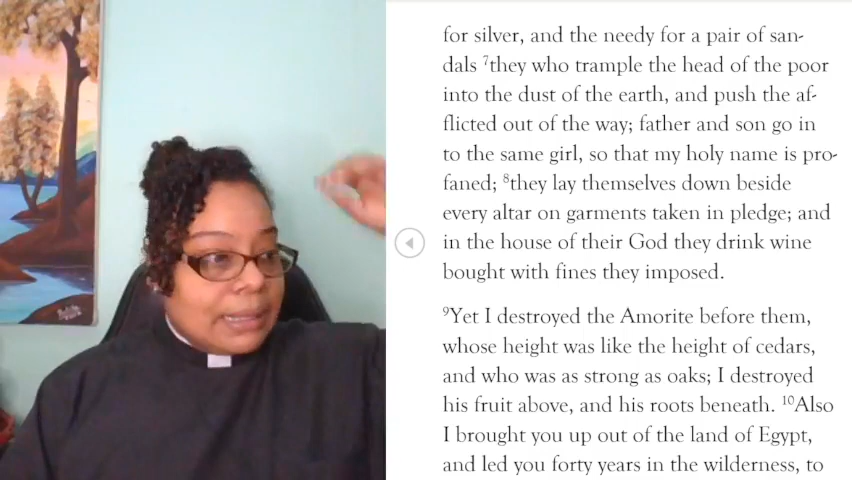 for silver, and the needy for a pair of san-
dals ⁷they who trample the head of the poor
into the dust of the earth, and push the af-
flicted out of the way; father and son go in
to the same girl, so that my holy name is pro-
faned; ⁸they lay themselves down beside
every altar on garments taken in pledge; and
in the house of their God they drink wine
bought with fines they imposed.
⁹Yet I destroyed the Amorite before them,
whose height was like the height of cedars,
and who was as strong as oaks; I destroyed
his fruit above, and his roots beneath. ¹⁰Also
I brought you up out of the land of Egypt,
and led you forty years in the wilderness, to